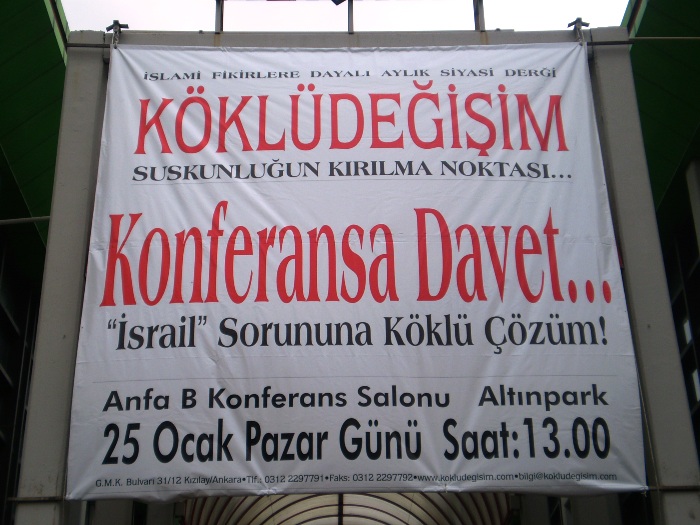 İSLAMİ FİKİRLERE DAYALI AYLIK SİYASİ DERGİ
KÖKLÜDEĞİŞİM
SUSKUNLUĞUN KIRILMA NOKTASI...
Konferansa Davet...
“İsrail” Sorununa Köklü Çözüm!
Anfa B Konferans Salonu Altınpark
25 Ocak Pazar Günü Saat:13.00
G.M.K. Bulvarı 31/12 Kızılay/Ankara•Tlf.: 0312 2297791•Faks: 0312 2297792•www.kokludegisim.com•bilgi@kokludegisim.com